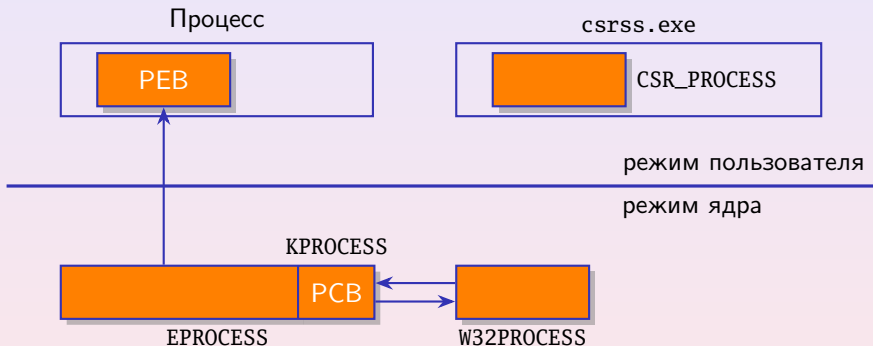 Процесс
csrss.exe
PEB
CSR_PROCESS
режим пользователя
режим ядра
KPROCESS
PCB
EPROCESS
W32PROCESS